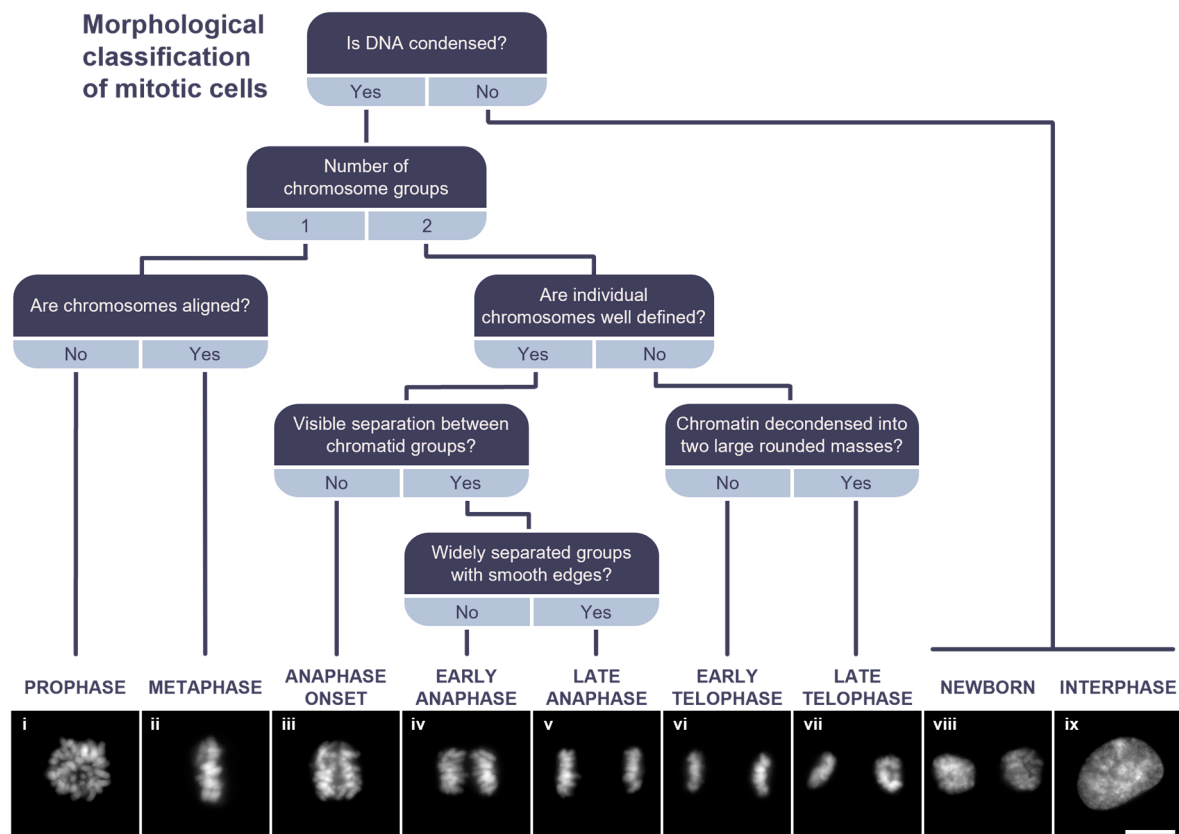 Morphological
classification
of mitotic cells
Is DNA condensed?
Yes
No
Number of
chromosome groups
1
2
Are chromosomes aligned?
No
Yes
Are individual
chromosomes well defined?
Yes
No
Visible separation between
chromatid groups?
No
Yes
Chromatin decondensed into
two large rounded masses?
No
Yes
Widely separated groups
with smooth edges?
No
Yes
PROPHASE
METAPHASE
ANAPHASE
ONSET
EARLY
ANAPHASE
LATE
ANAPHASE
EARLY
TELOPHASE
LATE
TELOPHASE
NEWBORN
INTERPHASE
i
ii
iii
iv
v
vi
vii
viii
ix